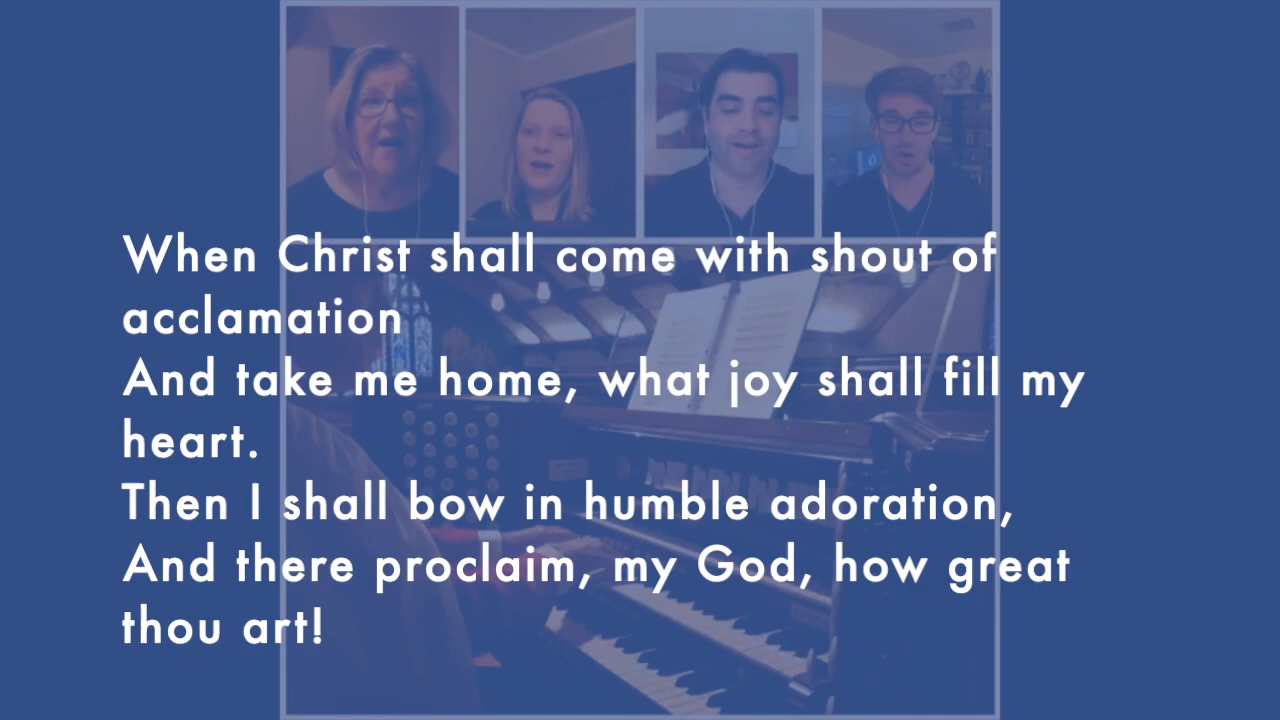 When Christ shall come with shout of
acclamation
And take me home, what joy shall fill my
heart.
Then I shall bow in humble adoration,
And there proclaim, my God, how great
thou art!